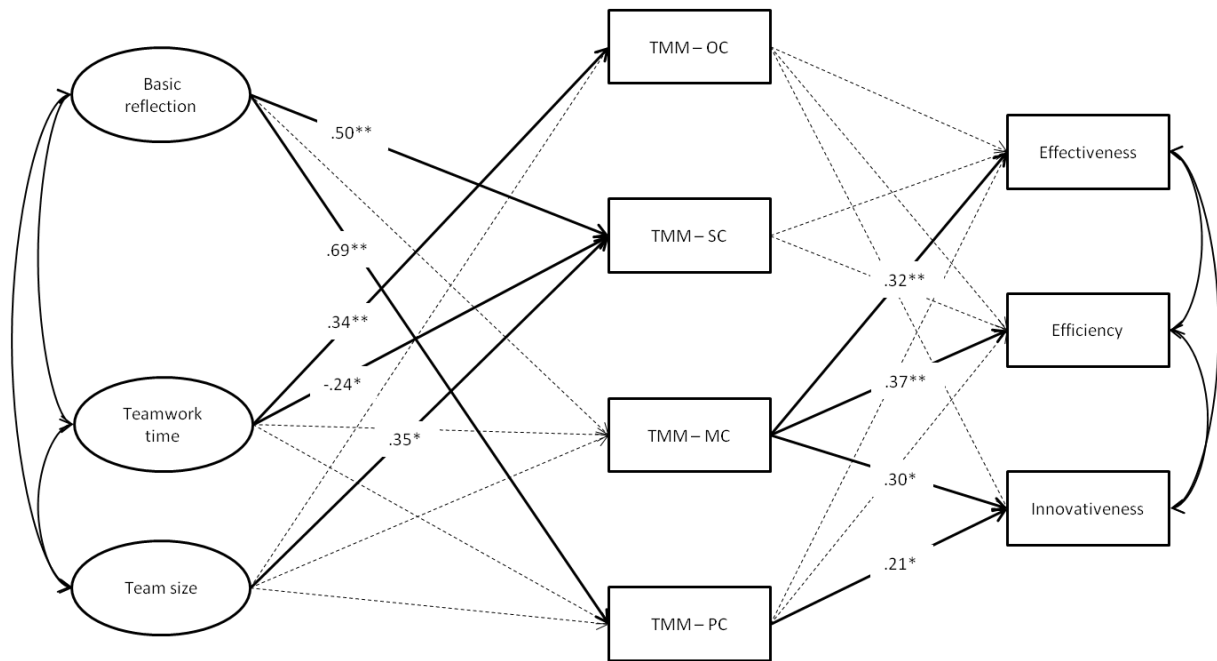 Basic
reflection
Teamwork
time
Team size
.50**
.69**
.34**
-.24*
.35*
TMM – OC
TMM – SC
TMM – MC
TMM – PC
.32**
.37**
.30*
.21*
Effectiveness
Efficiency
Innovativeness